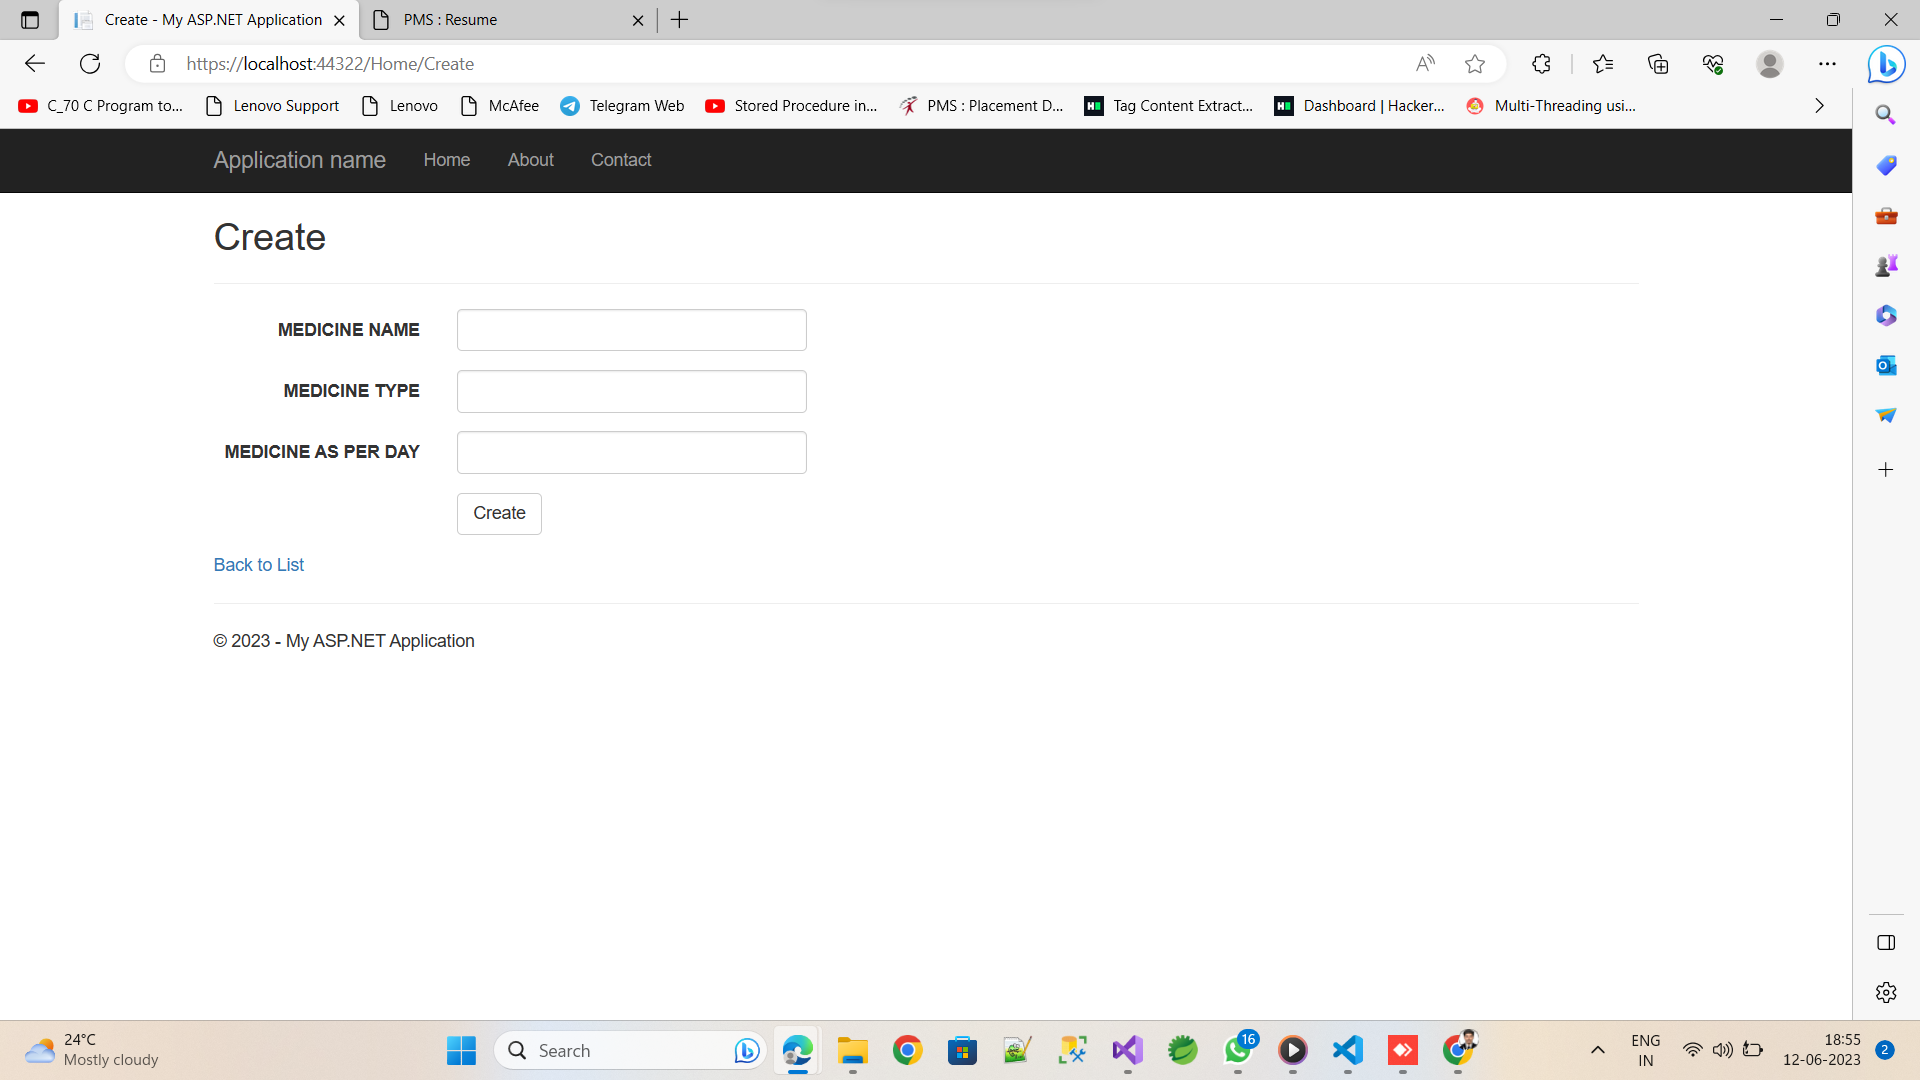 Create - My ASP.NET Application
PMS : Resume
https://localhost:44322/Home/Create
C_70 C Program to...
Lenovo Support
Lenovo
McAfee
Telegram Web
Stored Procedure in...
PMS : Placement D...
Tag Content Extract...
Dashboard | Hacker...
Multi-Threading usi...
Application name
Home
About
Contact
Create
MEDICINE NAME
MEDICINE TYPE
MEDICINE AS PER DAY
Create
Back to List
© 2023 - My ASP.NET Application
24°C
Mostly cloudy
Search
16
ENG
IN
18:55
12-06-2023
2